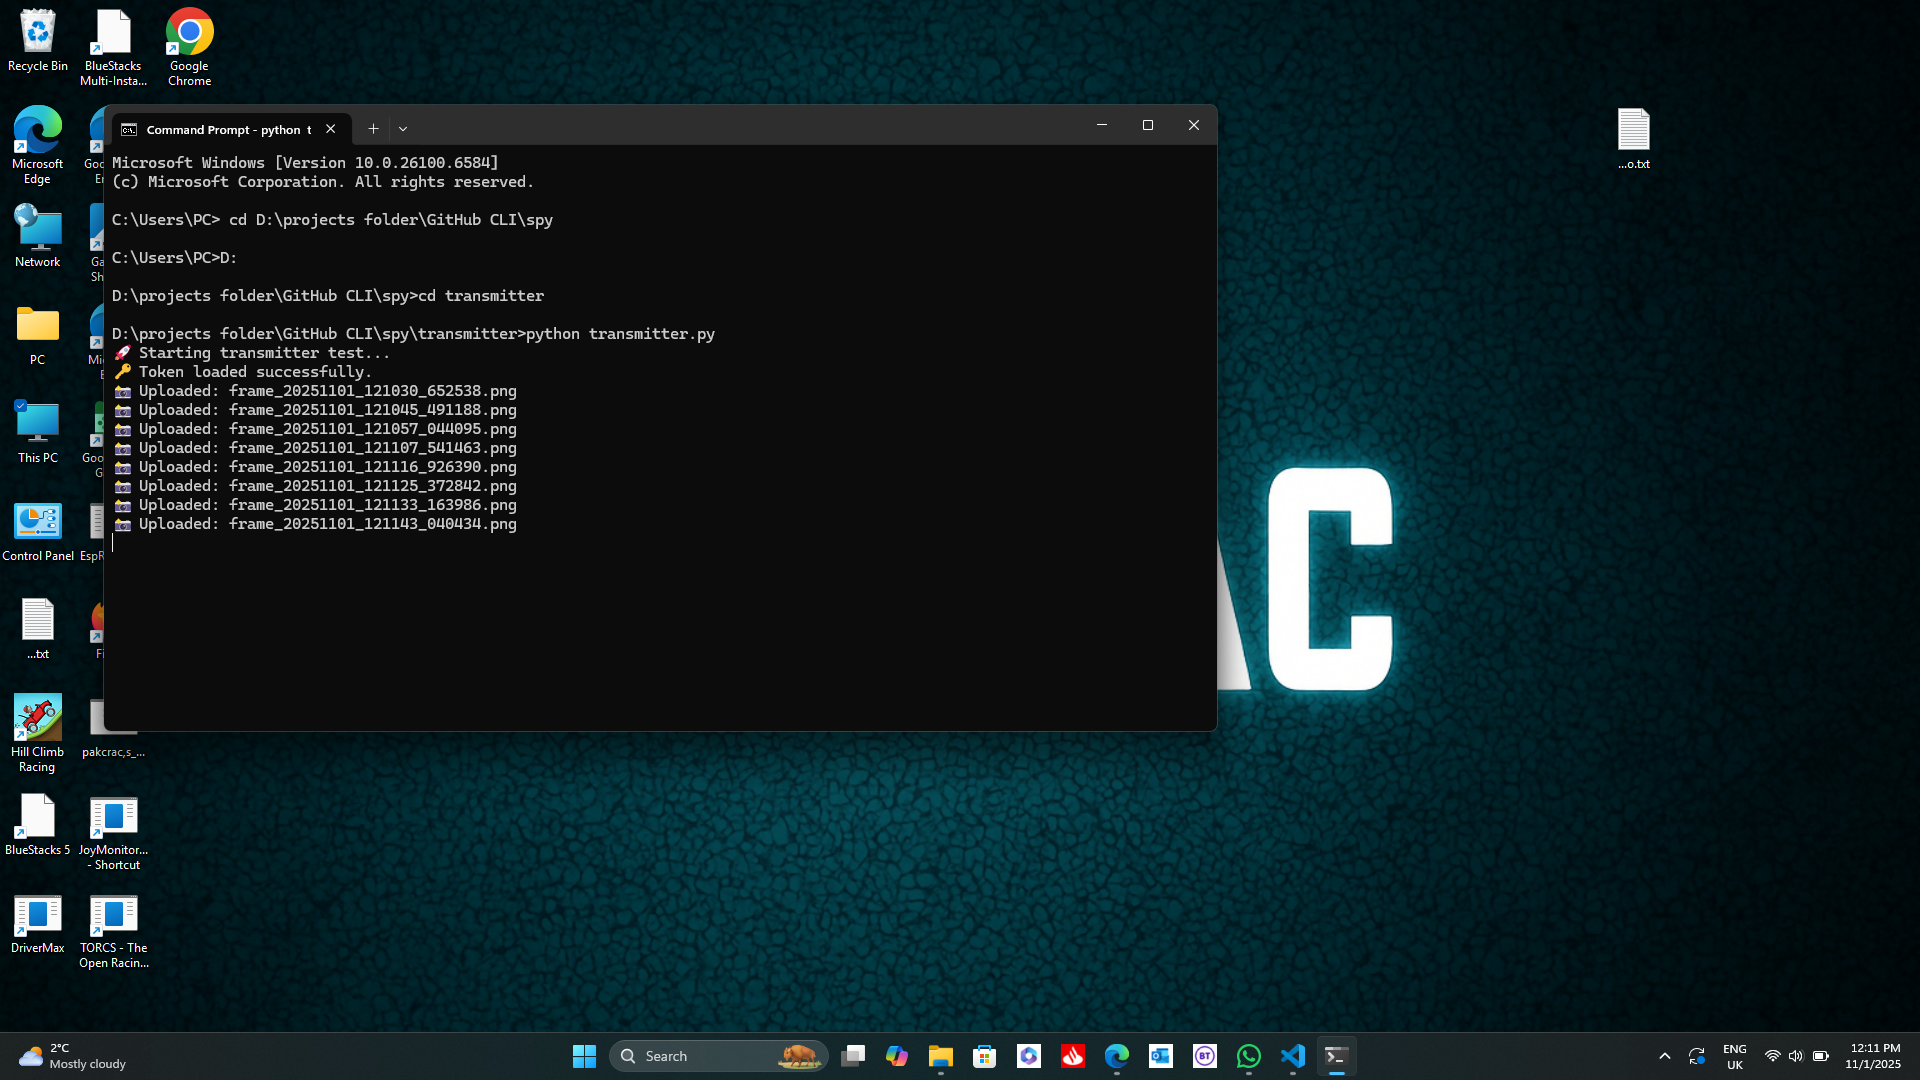 Recycle Bin
BlueStacks
Multi-Insta...
Google
Chrome
Microsoft
Edge
Goo
Er
Network
Ga
Sh
PC
Mi
This PC
Goo
G
Control Panel
EspR
...txt
Fi
Hill Climb
Racing
pakcrac,s_...
BlueStacks 5
JoyMonitor...
- Shortcut
DriverMax
TORCS - The
Open Racin...
...o.txt
Command Prompt - python t
Microsoft Windows [Version 10.0.26100.6584]
(c) Microsoft Corporation. All rights reserved.
C:\Users\PC> cd D:\projects folder\GitHub CLI\spy
C:\Users\PC>D:
D:\projects folder\GitHub CLI\spy>cd transmitter
D:\projects folder\GitHub CLI\spy\transmitter>python transmitter.py
🚀 Starting transmitter test...
🔑 Token loaded successfully.
📸 Uploaded: frame_20251101_121030_652538.png
📸 Uploaded: frame_20251101_121045_491188.png
📸 Uploaded: frame_20251101_121057_044095.png
📸 Uploaded: frame_20251101_121107_541463.png
📸 Uploaded: frame_20251101_121116_926390.png
📸 Uploaded: frame_20251101_121125_372842.png
📸 Uploaded: frame_20251101_121133_163986.png
📸 Uploaded: frame_20251101_121143_040434.png
AC
2°C
Mostly cloudy
Search
BT
ENG
UK
12:11 PM
11/1/2025